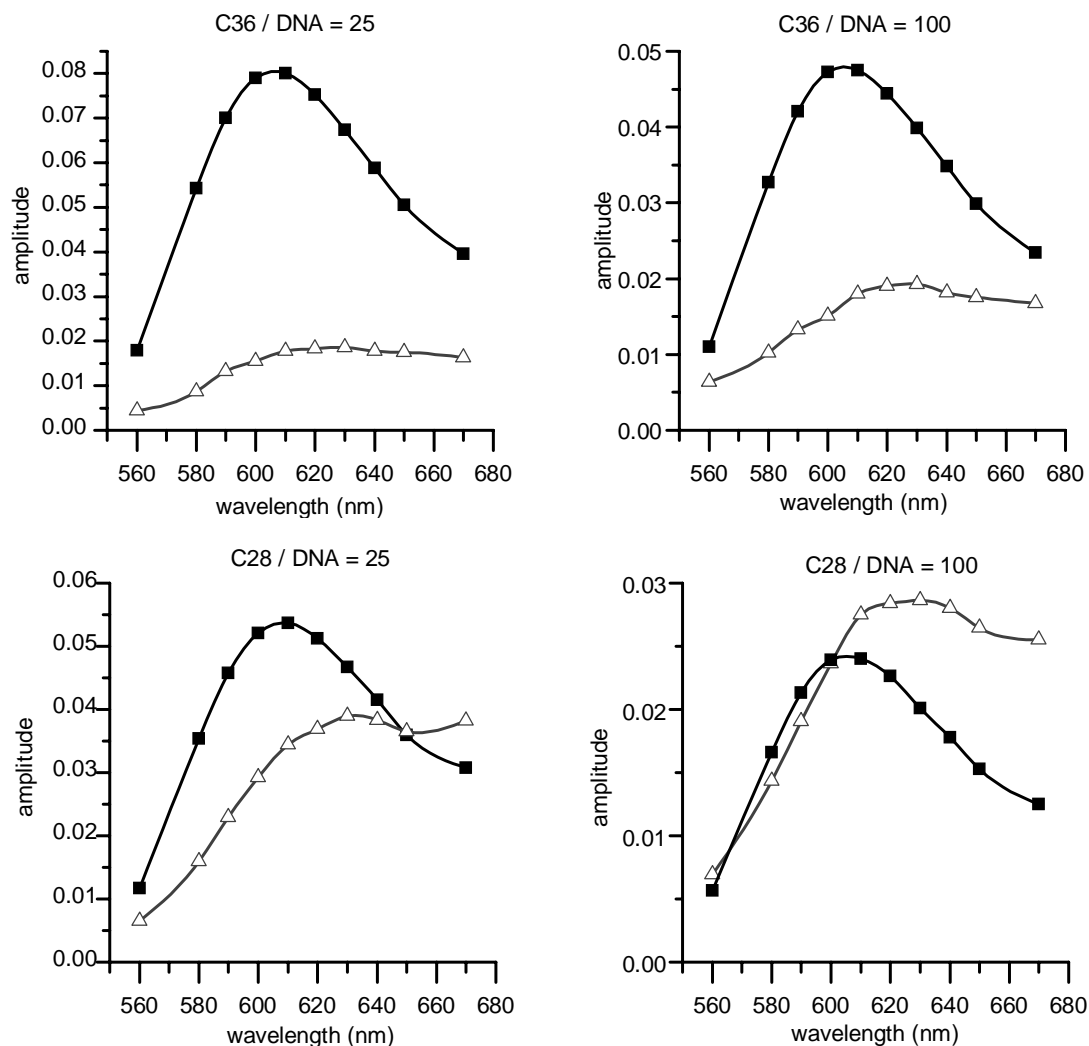 C36 / DNA = 25
0.08
0.07
0.06
0.05
0.04
0.03
0.02
0.01
0.00
amplitude
560 580 600 620 640 660 680
wavelength (nm)
C36 / DNA = 100
0.05
0.04
0.03
0.02
0.01
0.00
amplitude
560 580 600 620 640 660 680
wavelength (nm)
C28 / DNA = 25
0.06
0.05
0.04
0.03
0.02
0.01
0.00
amplitude
560 580 600 620 640 660 680
wavelength (nm)
C28 / DNA = 100
0.03
0.02
0.01
0.00
amplitude
560 580 600 620 640 660 680
wavelength (nm)